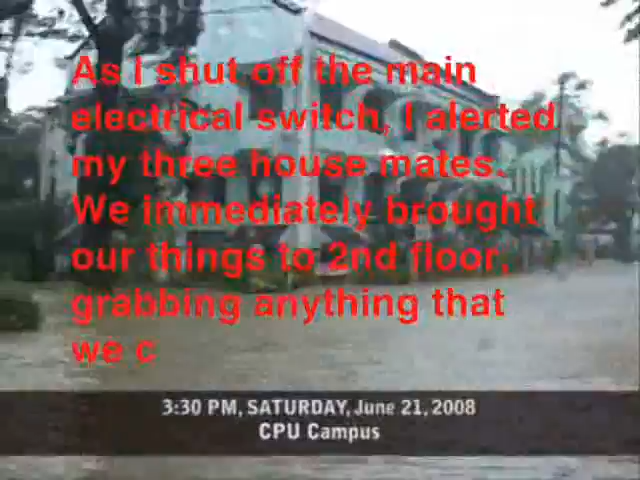 As I shut off the main
electrical switch, I alerted
my three house mates.
We immediately brought
our things to 2nd floor,
grabbing anything that
we c
3:30 PM, SATURDAY, June 21, 2008
CPU Campus